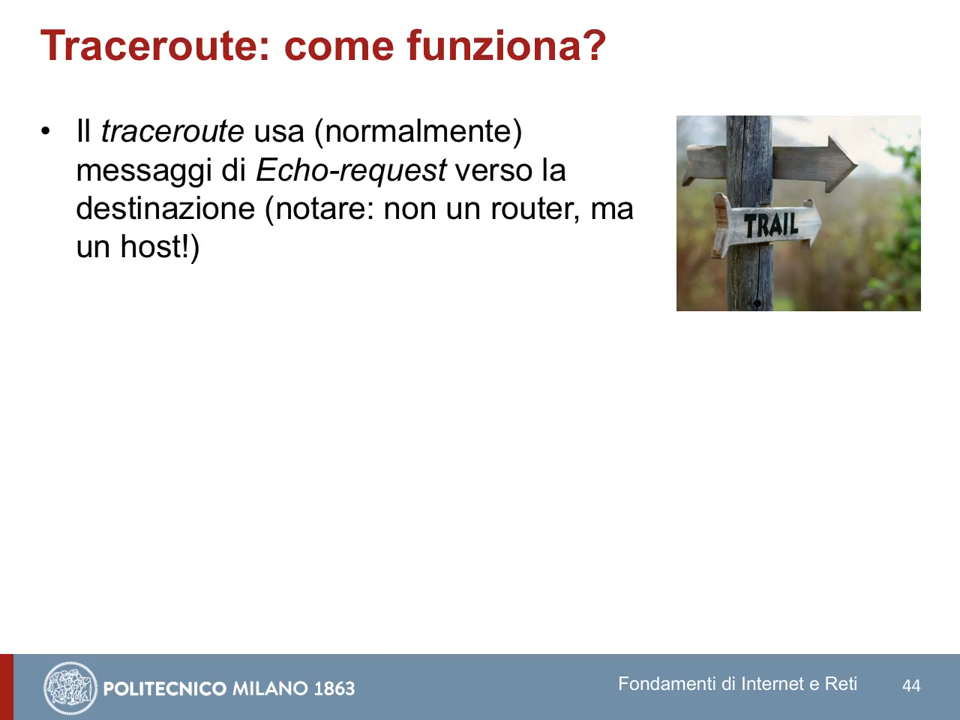 Traceroute: come funziona?
• Il traceroute usa (normalmente)
messaggi di Echo-request verso la
destinazione (notare: non un router, ma
un host!)
TRAIL
POLITECNICO MILANO 1863
Fondamenti di Internet e Reti
44